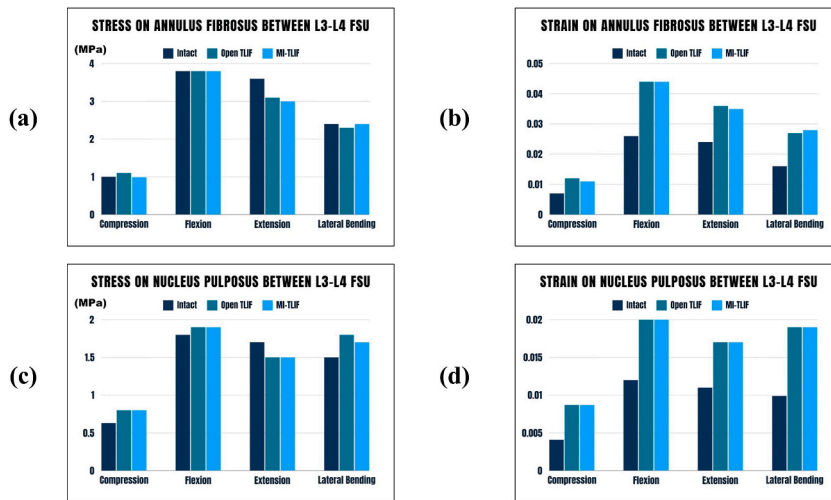 STRESS ON ANNULUS FIBROSUS BETWEEN L3-L4 FSU
(MPa)
Intact Open TLIF MI-TLIF
4
3
2
1
0
Compression Flexion Extension Lateral Bending
(a)
STRAIN ON ANNULUS FIBROSUS BETWEEN L3-L4 FSU
Intact Open TLIF MI-TLIF
0.05
0.04
0.03
0.02
0.01
0
Compression Flexion Extension Lateral Bending
(b)
STRESS ON NUCLEUS PULPOSUS BETWEEN L3-L4 FSU
(MPa)
Intact Open TLIF MI-TLIF
2
1.5
1
0.5
0
Compression Flexion Extension Lateral Bending
(c)
STRAIN ON NUCLEUS PULPOSUS BETWEEN L3-L4 FSU
Intact Open TLIF MI-TLIF
0.02
0.015
0.01
0.005
0
Compression Flexion Extension Lateral Bending
(d)